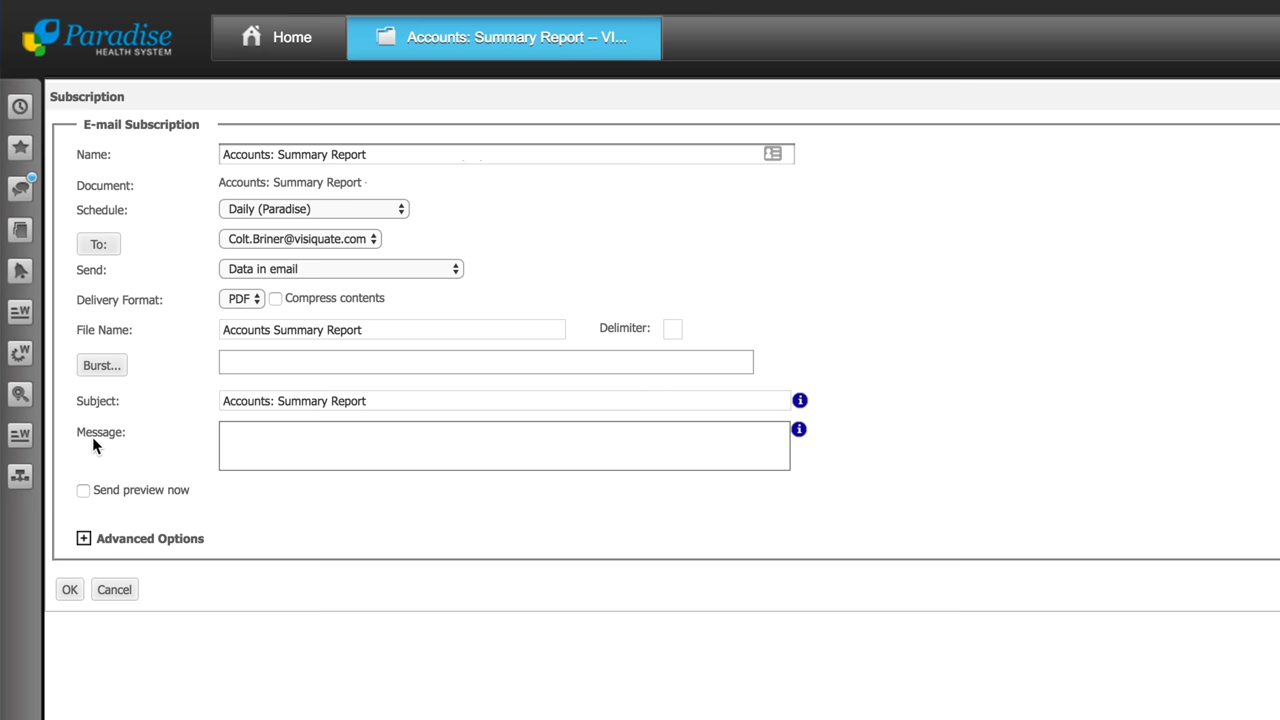 Paradise
HEALTH SYSTEM
Home
Accounts: Summary Report -- VI...
Subscription
E-mail Subscription
Name: Accounts: Summary Report
Document: Accounts: Summary Report
Schedule: Daily (Paradise)
To: Colt.Briner@visiquate.com
Send: Data in email
Delivery Format: PDF Compress contents
File Name: Accounts Summary Report Delimiter:
Burst...
Subject: Accounts: Summary Report
Message:
Send preview now
Advanced Options
OK Cancel